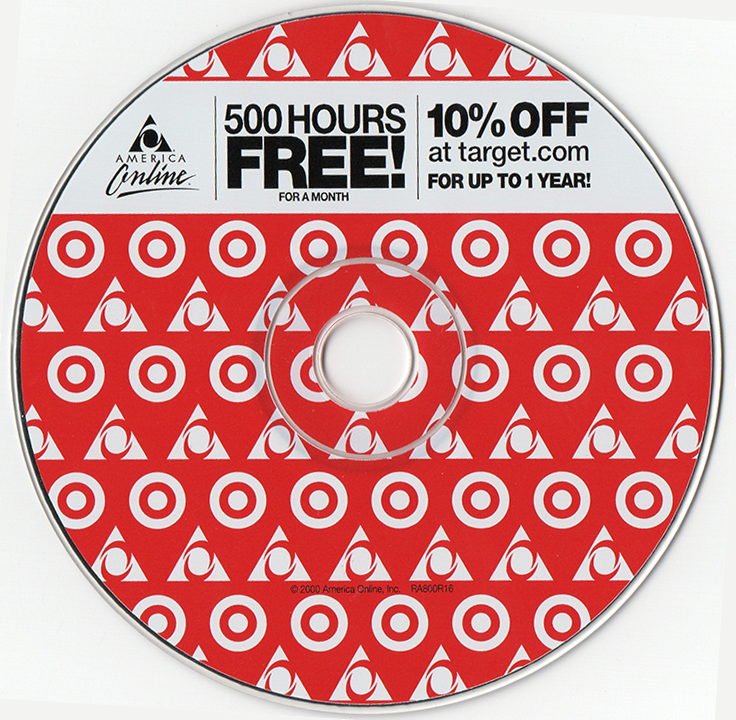 AMERICA
Online
500 HOURS
FREE!
FOR A MONTH
10% OFF
at target.com
FOR UP TO 1 YEAR!
© 2000 America Online, Inc. RA800R16